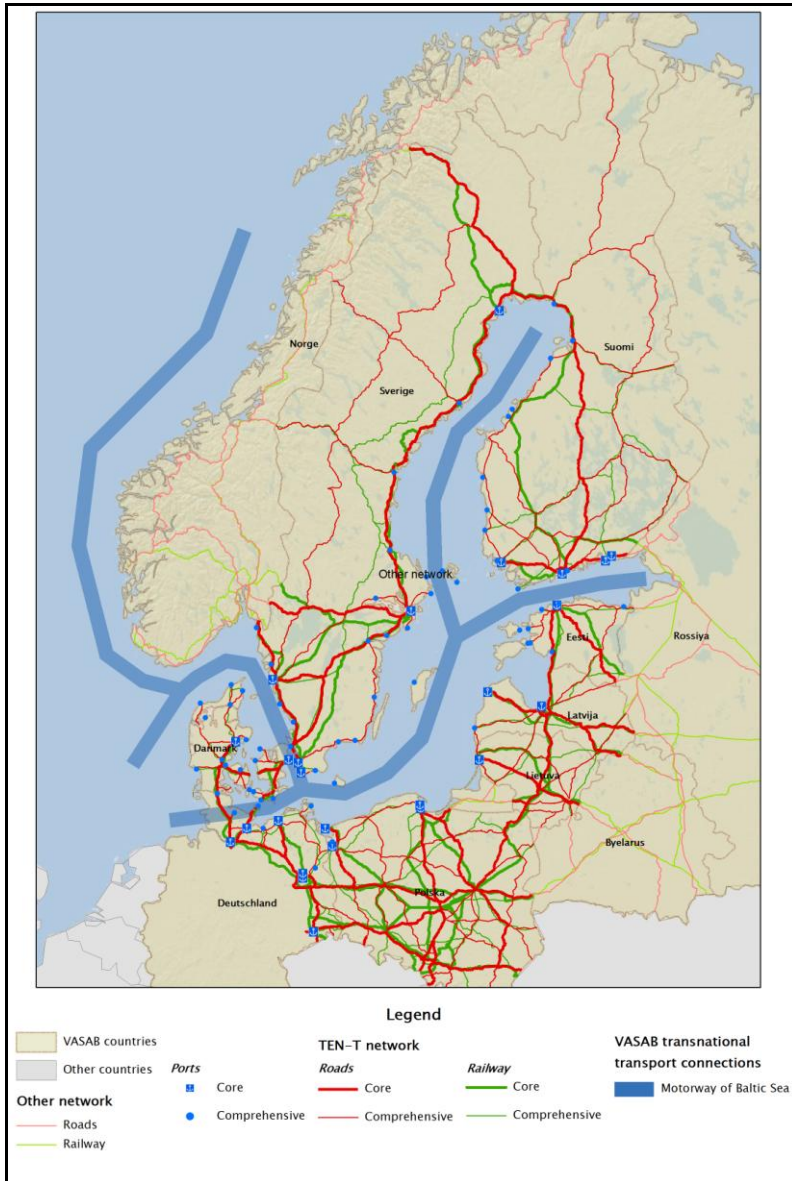 Norge
Suomi
Sverige
Other network
Eesti
Rossiya
Latvija
Danmark
Lietuva
Byelarus
Polska
Deutschland
Legend
VASAB countries
Other countries
Other network
Roads
Railway
Ports
Core
Comprehensive
TEN-T network
Roads
Core
Comprehensive
Railway
Core
Comprehensive
VASAB transnational
transport connections
Motorway of Baltic Sea